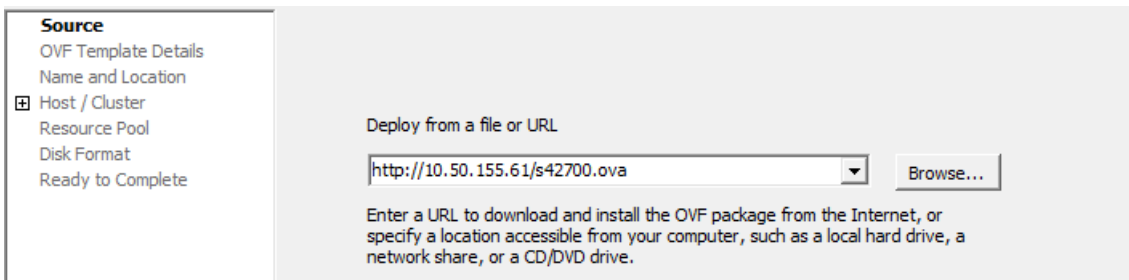 Source
OVF Template Details
Name and Location
Host / Cluster
Resource Pool
Disk Format
Ready to Complete
Deploy from a file or URL
http://10.50.155.61/s42700.ova
Browse...
Enter a URL to download and install the OVF package from the Internet, or
specify a location accessible from your computer, such as a local hard drive, a
network share, or a CD/DVD drive.